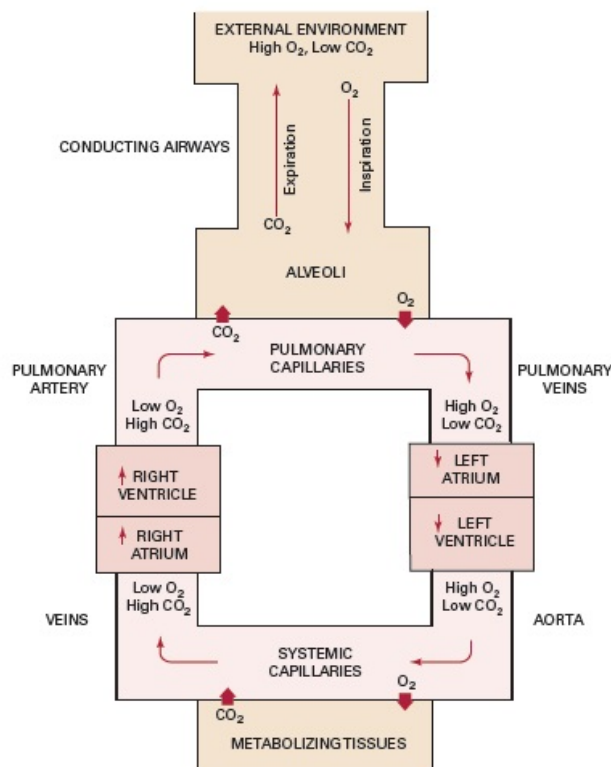 EXTERNAL ENVIRONMENT
High O₂, Low CO₂
O₂
CONDUCTING AIRWAYS
Expiration
Inspiration
CO₂
ALVEOLI
O₂
CO₂
PULMONARY
CAPILLARIES
PULMONARY
ARTERY
PULMONARY
VEINS
Low O₂
High CO₂
High O₂
Low CO₂
RIGHT
VENTRICLE
LEFT
ATRIUM
RIGHT
ATRIUM
LEFT
VENTRICLE
Low O₂
High CO₂
High O₂
Low CO₂
VEINS
AORTA
SYSTEMIC
CAPILLARIES
O₂
CO₂
METABOLIZING TISSUES